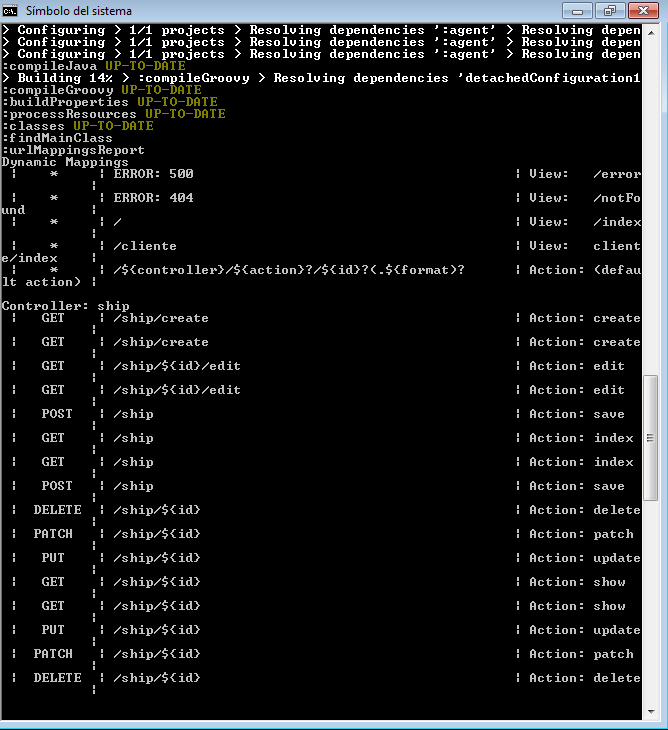 Símbolo del sistema
> Configuring > 1/1 projects > Resolving dependencies ':agent' > Resolving depen
> Configuring > 1/1 projects > Resolving dependencies ':agent' > Resolving depen
> Configuring > 1/1 projects > Resolving dependencies ':agent' > Resolving depen
:compileJava UP-TO-DATE
> Building 14% > :compileGroovy > Resolving dependencies 'detachedConfiguration1
:compileGroovy UP-TO-DATE
:buildProperties UP-TO-DATE
:processResources UP-TO-DATE
:classes UP-TO-DATE
:findMainClass
:urlMappingsReport
Dynamic Mappings
 |    *     | ERROR: 500                                         | View:   /error
            |
 |    *     | ERROR: 404                                         | View:   /notFo
und         |
 |    *     | /                                                  | View:   /index
            |
 |    *     | /cliente                                           | View:   client
e/index     |
 |    *     | /${controller}/${action}?/${id}?(.${format)?       | Action: (defau
lt action) |
Controller: ship
 |   GET    | /ship/create                                       | Action: create
            |
 |   GET    | /ship/create                                       | Action: create
            |
 |   GET    | /ship/${id}/edit                                   | Action: edit
            |
 |   GET    | /ship/${id}/edit                                   | Action: edit
            |
 |   POST   | /ship                                              | Action: save
            |
 |   GET    | /ship                                              | Action: index
            |
 |   GET    | /ship                                              | Action: index
            |
 |   POST   | /ship                                              | Action: save
            |
 |  DELETE  | /ship/${id}                                        | Action: delete
            |
 |  PATCH   | /ship/${id}                                        | Action: patch
            |
 |   PUT    | /ship/${id}                                        | Action: update
            |
 |   GET    | /ship/${id}                                        | Action: show
            |
 |   GET    | /ship/${id}                                        | Action: show
            |
 |   PUT    | /ship/${id}                                        | Action: update
            |
 |  PATCH   | /ship/${id}                                        | Action: patch
            |
 |  DELETE  | /ship/${id}                                        | Action: delete
            |